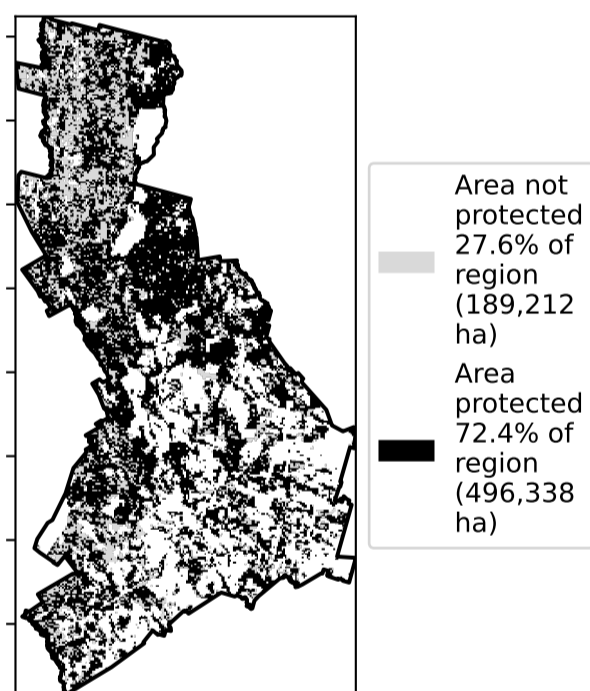 Area not
protected
27.6% of
region
(189,212
ha)
Area
protected
72.4% of
region
(496,338
ha)